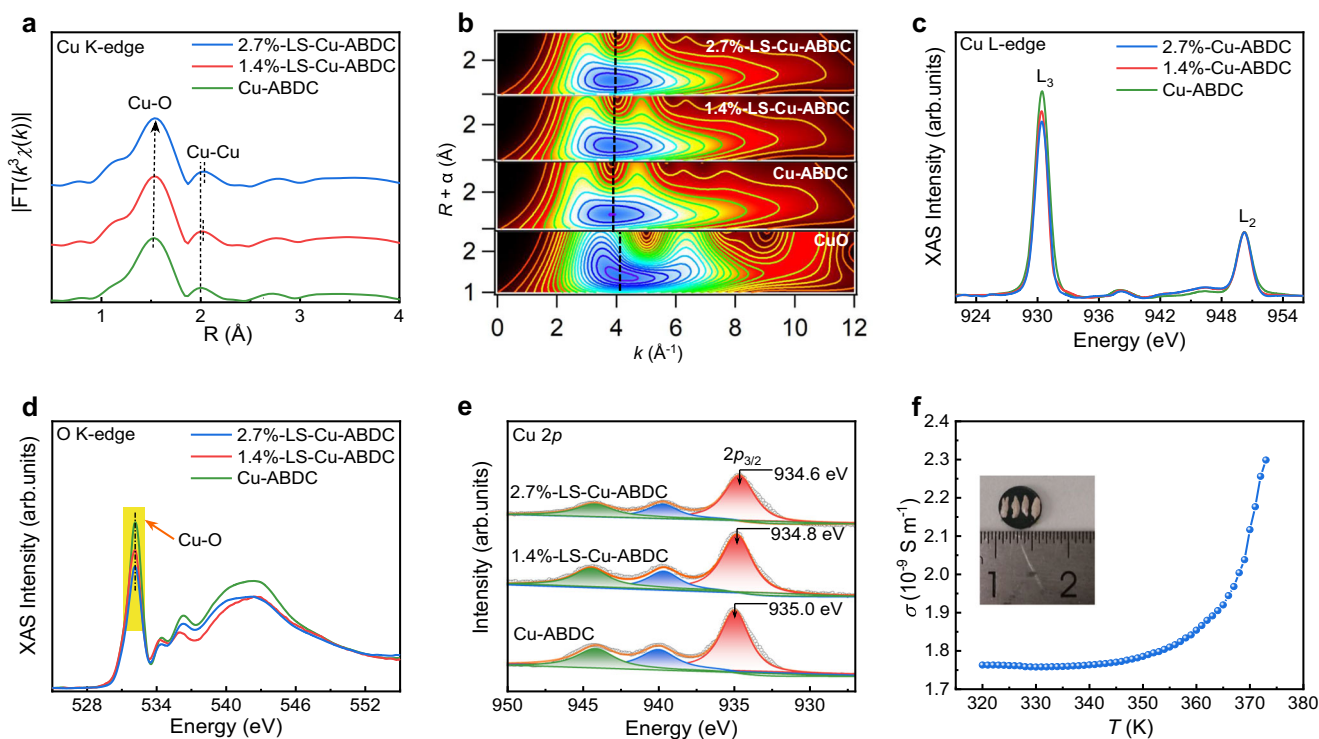 a
Cu K-edge
2.7%-LS-Cu-ABDC
1.4%-LS-Cu-ABDC
Cu-ABDC
Cu-O
Cu-Cu
|FT(k³χ(k))|
1 2 3 4
R (Å)
b
2.7%-LS-Cu-ABDC
1.4%-LS-Cu-ABDC
Cu-ABDC
CuO
2
2
2
2
1
R + α (Å)
0 2 4 6 8 10 12
k (Å⁻¹)
c
Cu L-edge
2.7%-Cu-ABDC
1.4%-Cu-ABDC
Cu-ABDC
L₃
L₂
XAS Intensity (arb.units)
924 930 936 942 950 956
Energy (eV)
d
O K-edge
2.7%-LS-Cu-ABDC
1.4%-LS-Cu-ABDC
Cu-ABDC
Cu-O
XAS Intensity (arb.units)
528 534 540 546 552
Energy (eV)
e
Cu 2p
2p₃/₂
934.6 eV
2.7%-LS-Cu-ABDC
934.8 eV
1.4%-LS-Cu-ABDC
935.0 eV
Cu-ABDC
Intensity (arb.units)
950 945 940 935 930
Energy (eV)
f
2.4
2.3
2.2
2.1
2.0
1.9
1.8
1.7
σ (10⁻⁹ S m⁻¹)
1 2
320 330 340 350 360 370 380
T (K)